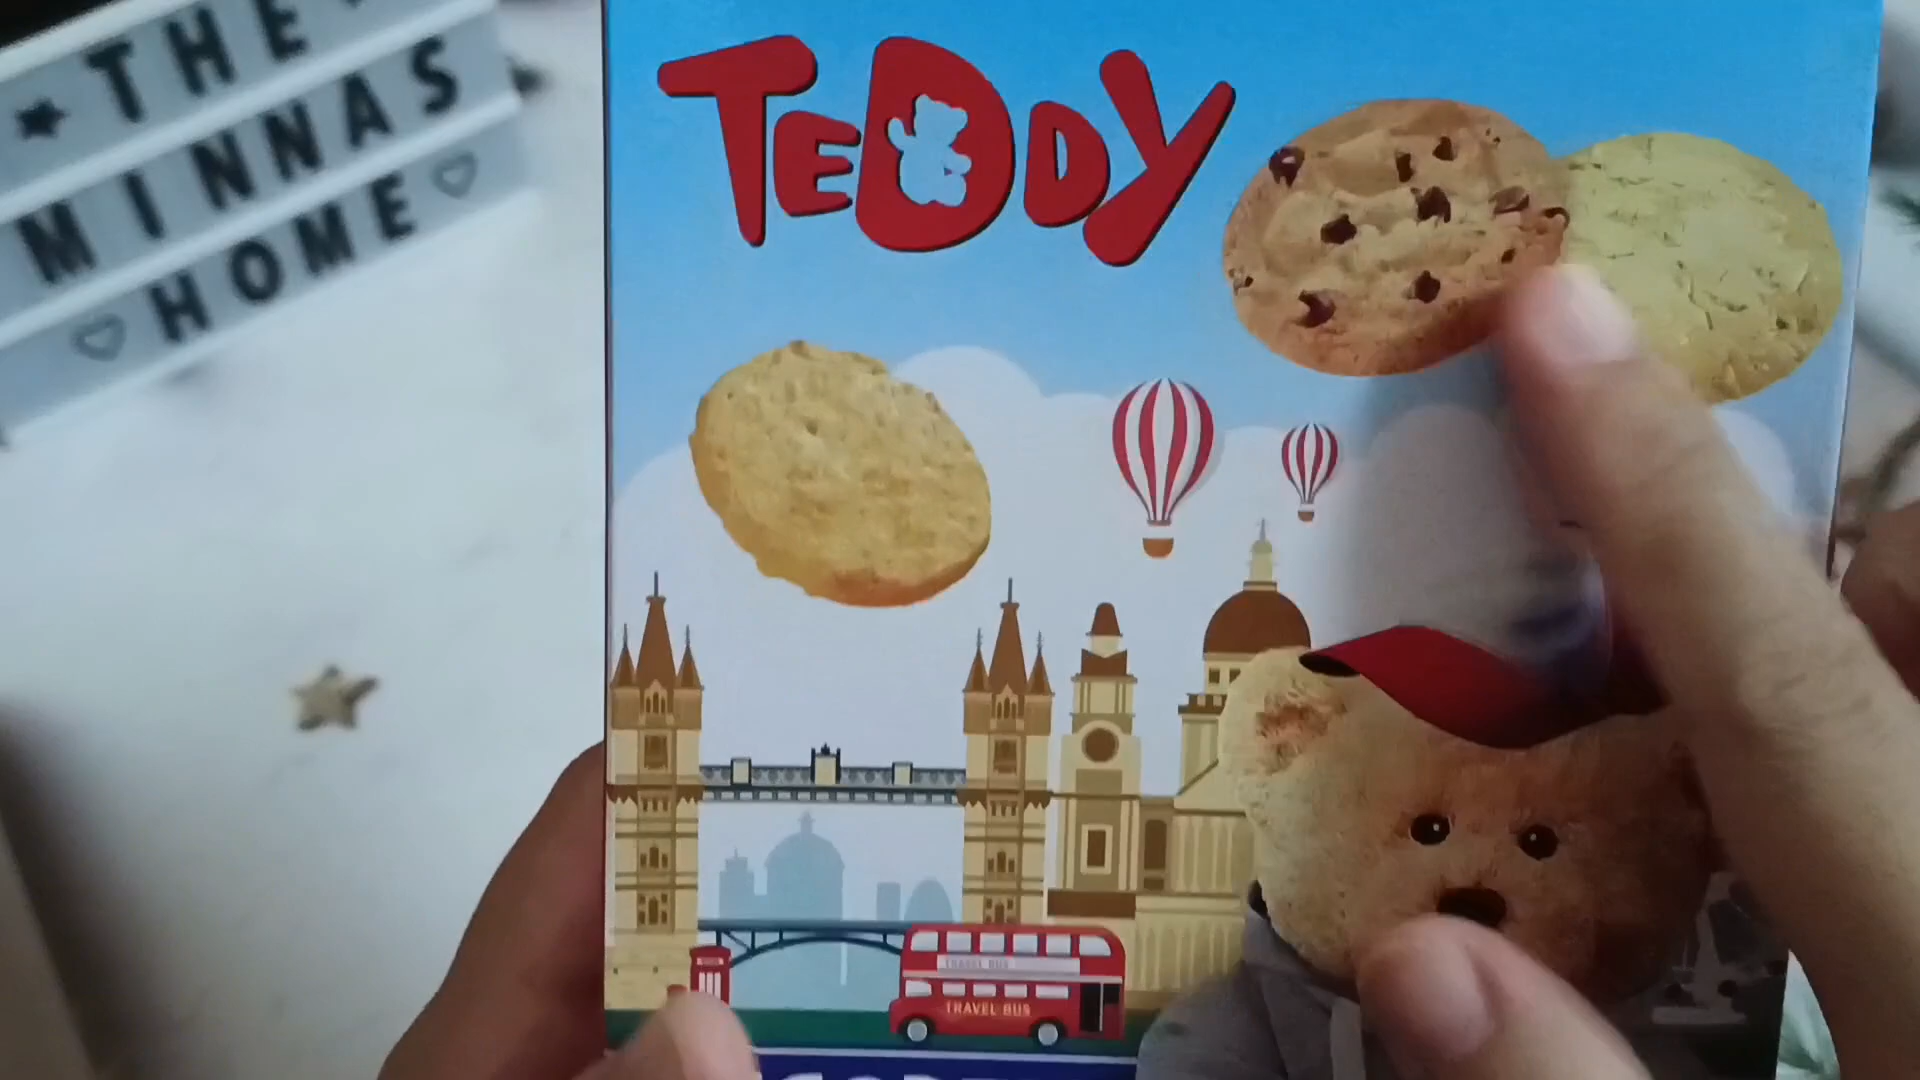 THE
MINNAS
HOME
TEDDY
TRAVEL BUS
TRAVEL BUS